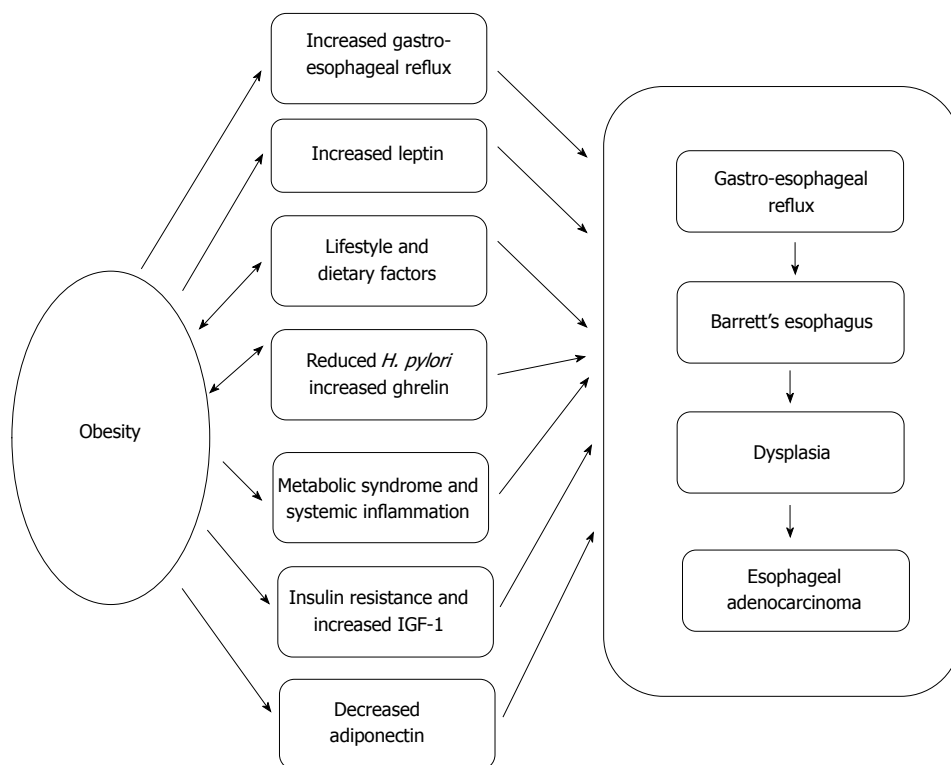 Obesity
Increased gastro-
esophageal reflux
Increased leptin
Lifestyle and
dietary factors
Reduced H. pylori
increased ghrelin
Metabolic syndrome and
systemic inflammation
Insulin resistance and
increased IGF-1
Decreased
adiponectin
Gastro-esophageal
reflux
Barrett’s esophagus
Dysplasia
Esophageal
adenocarcinoma